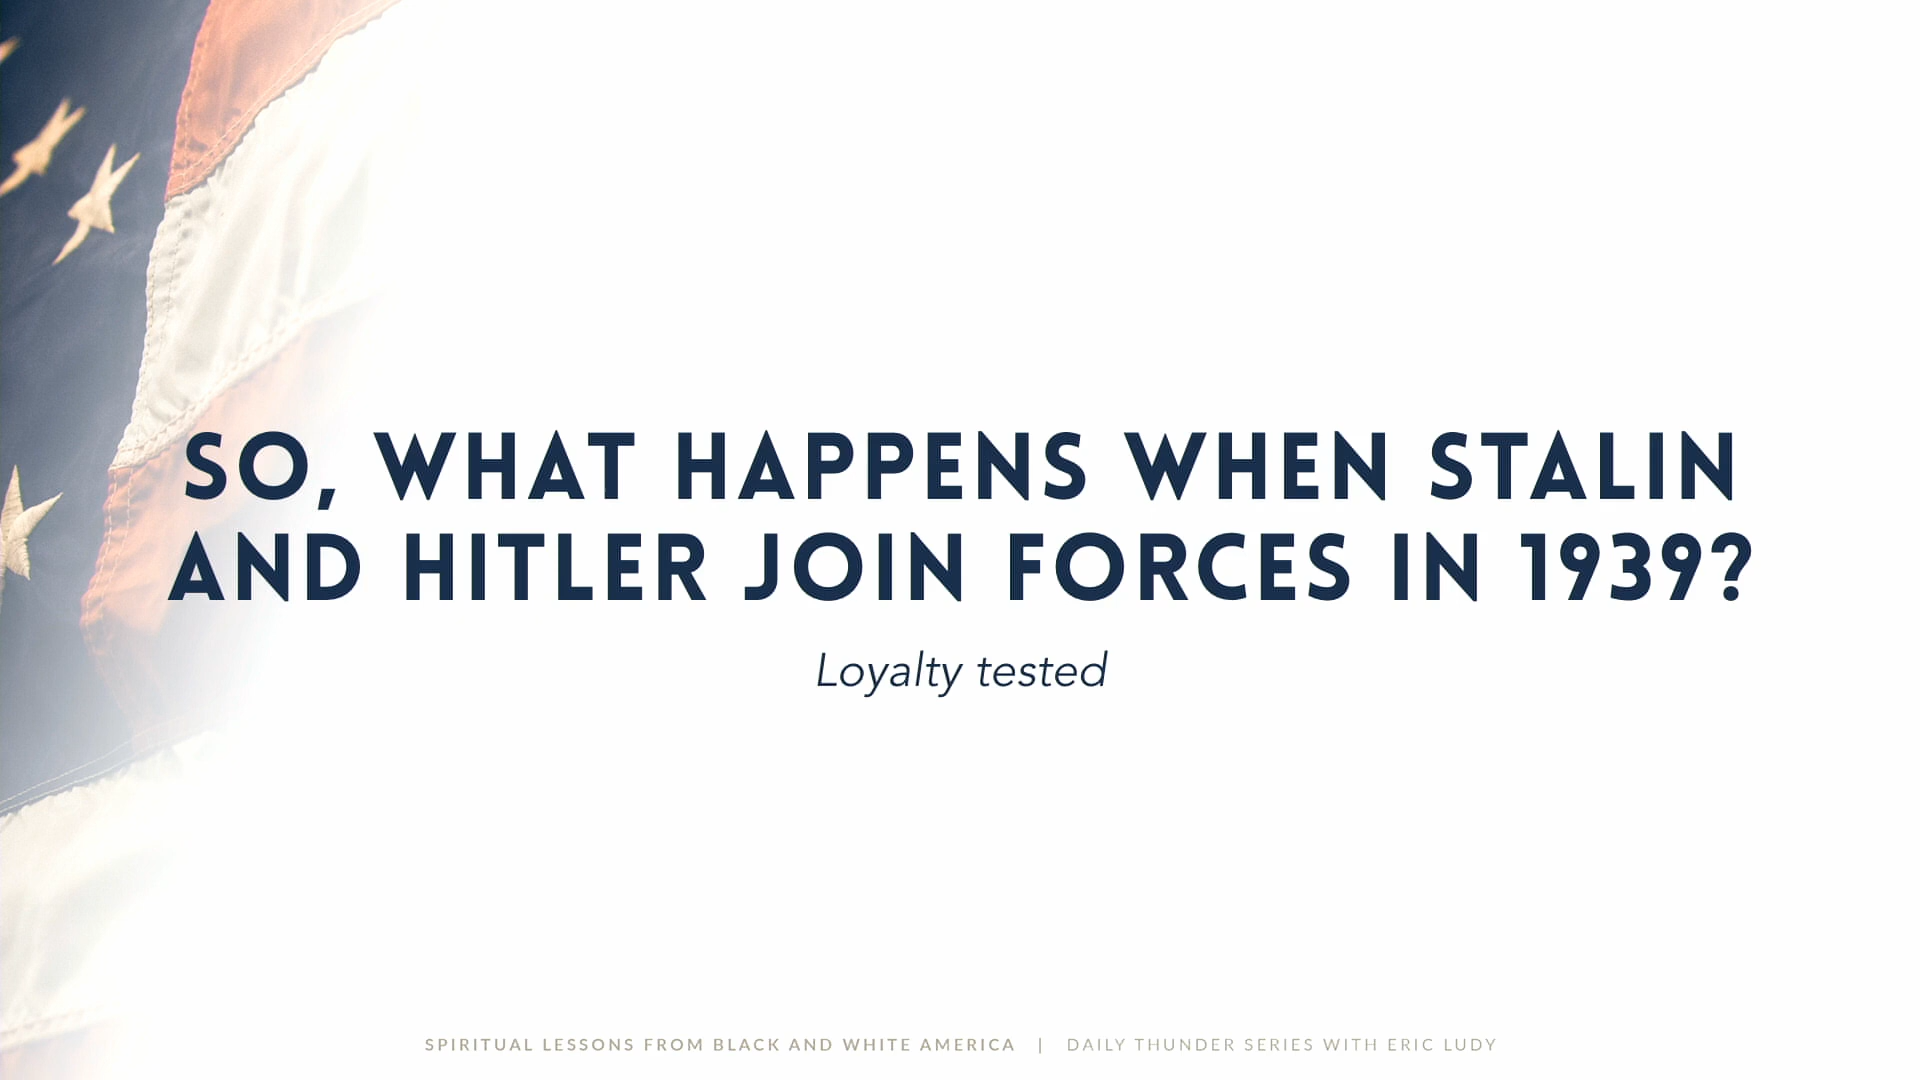 SO, WHAT HAPPENS WHEN STALIN
AND HITLER JOIN FORCES IN 1939?
Loyalty tested
SPIRITUAL LESSONS FROM BLACK AND WHITE AMERICA | DAILY THUNDER SERIES WITH ERIC LUDY